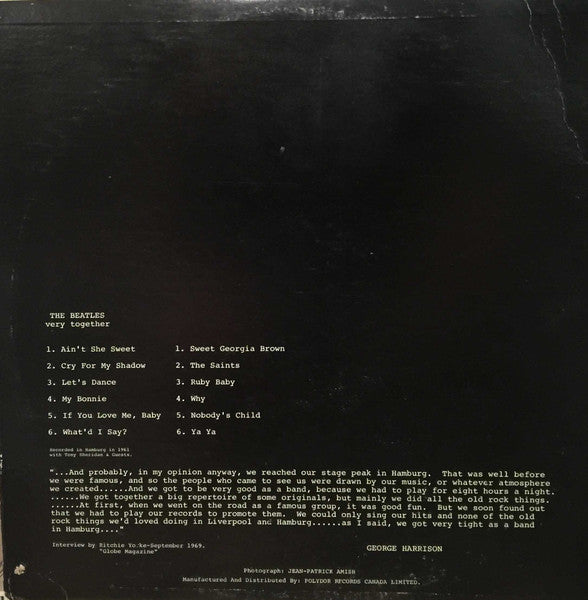 THE BEATLES
very together
1. Ain't She Sweet
2. Cry For My Shadow
3. Let's Dance
4. My Bonnie
5. If You Love Me, Baby
6. What'd I Say?
1. Sweet Georgia Brown
2. The Saints
3. Ruby Baby
4. Why
5. Nobody's Child
6. Ya Ya
Recorded in Hamburg in 1961
with Tony Sheridan & Guests.
"...And probably, in my opinion anyway, we reached our stage peak in Hamburg.  That was well before
we were famous, and so the people who came to see us were drawn by our music, or whatever atmosphere
we created......And we got to be very good as a band, because we had to play for eight hours a night.
......We got together a big repertoire of some originals, but mainly we did all the old rock things.
......At first, when we went on the road as a famous group, it was good fun.  But we soon found out
that we had to play our records to promote them.  We could only sing our hits and none of the old
rock things we'd loved doing in Liverpool and Hamburg......as I said, we got very tight as a band
in Hamburg...."
Interview by Ritchie Yorke-September 1969.
"Globe Magazine"
GEORGE HARRISON
Photograph: JEAN-PATRICK AMISH
Manufactured And Distributed By: POLYDOR RECORDS CANADA LIMITED.